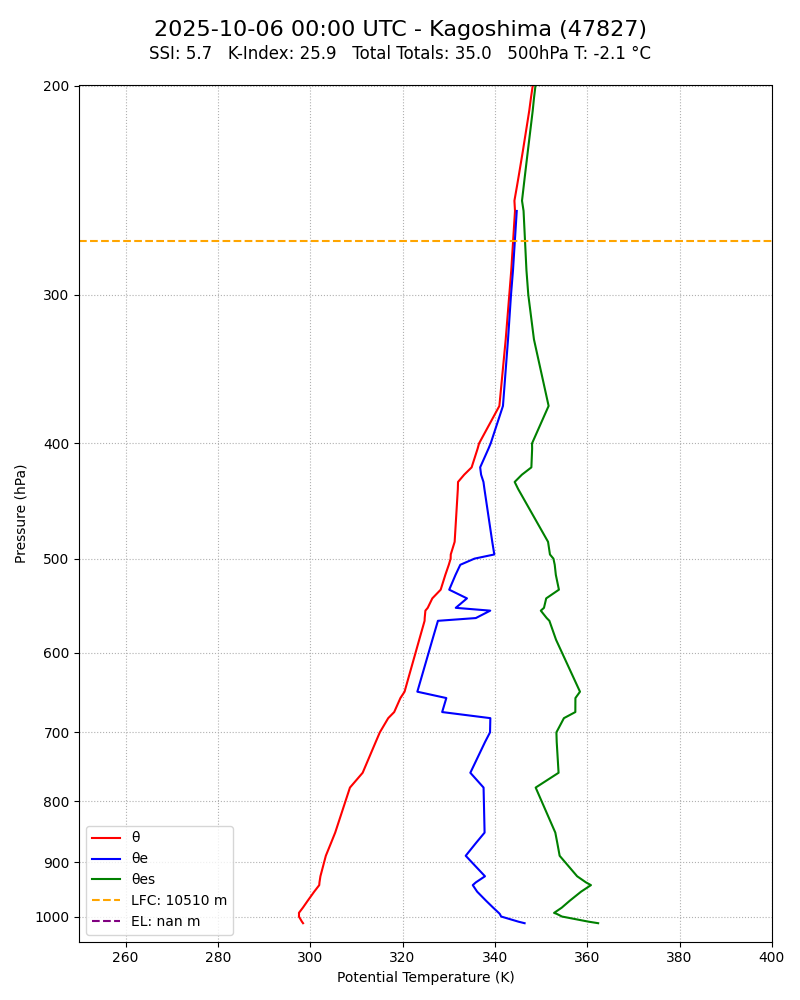 2025-10-06 00:00 UTC - Kagoshima (47827)
SSI: 5.7   K-Index: 25.9   Total Totals: 35.0   500hPa T: -2.1 °C
200
300
400
500
600
700
800
900
1000
Pressure (hPa)
θ
θe
θes
LFC: 10510 m
EL: nan m
260 280 300 320 340 360 380 400
Potential Temperature (K)